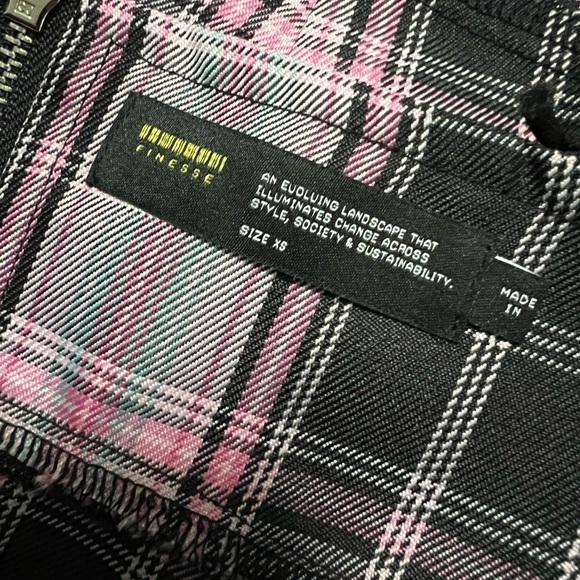 FINESSE
AN EVOLVING LANDSCAPE THAT
ILLUMINATES CHANGE ACROSS
STYLE, SOCIETY & SUSTAINABILITY.
SIZE XS
MADE
IN